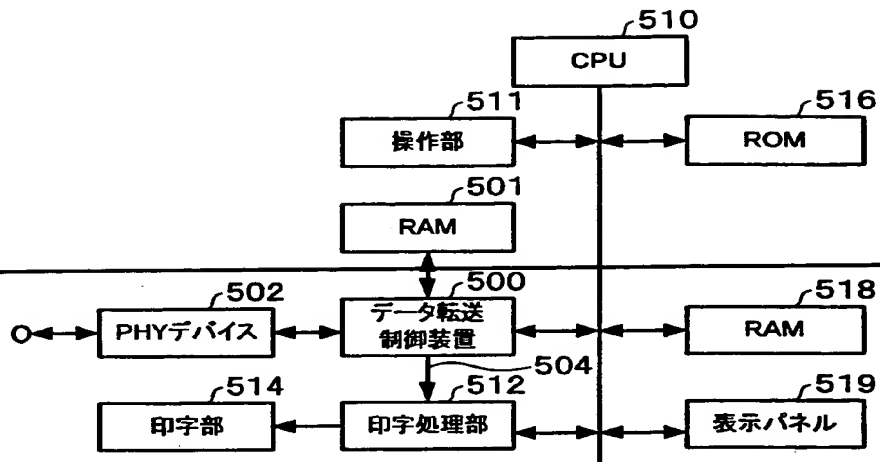 510
CPU
511
操作部
516
ROM
501
RAM
502
PHYデバイス
500
データ転送
制御装置
518
RAM
504
514
印字部
512
印字処理部
519
表示パネル